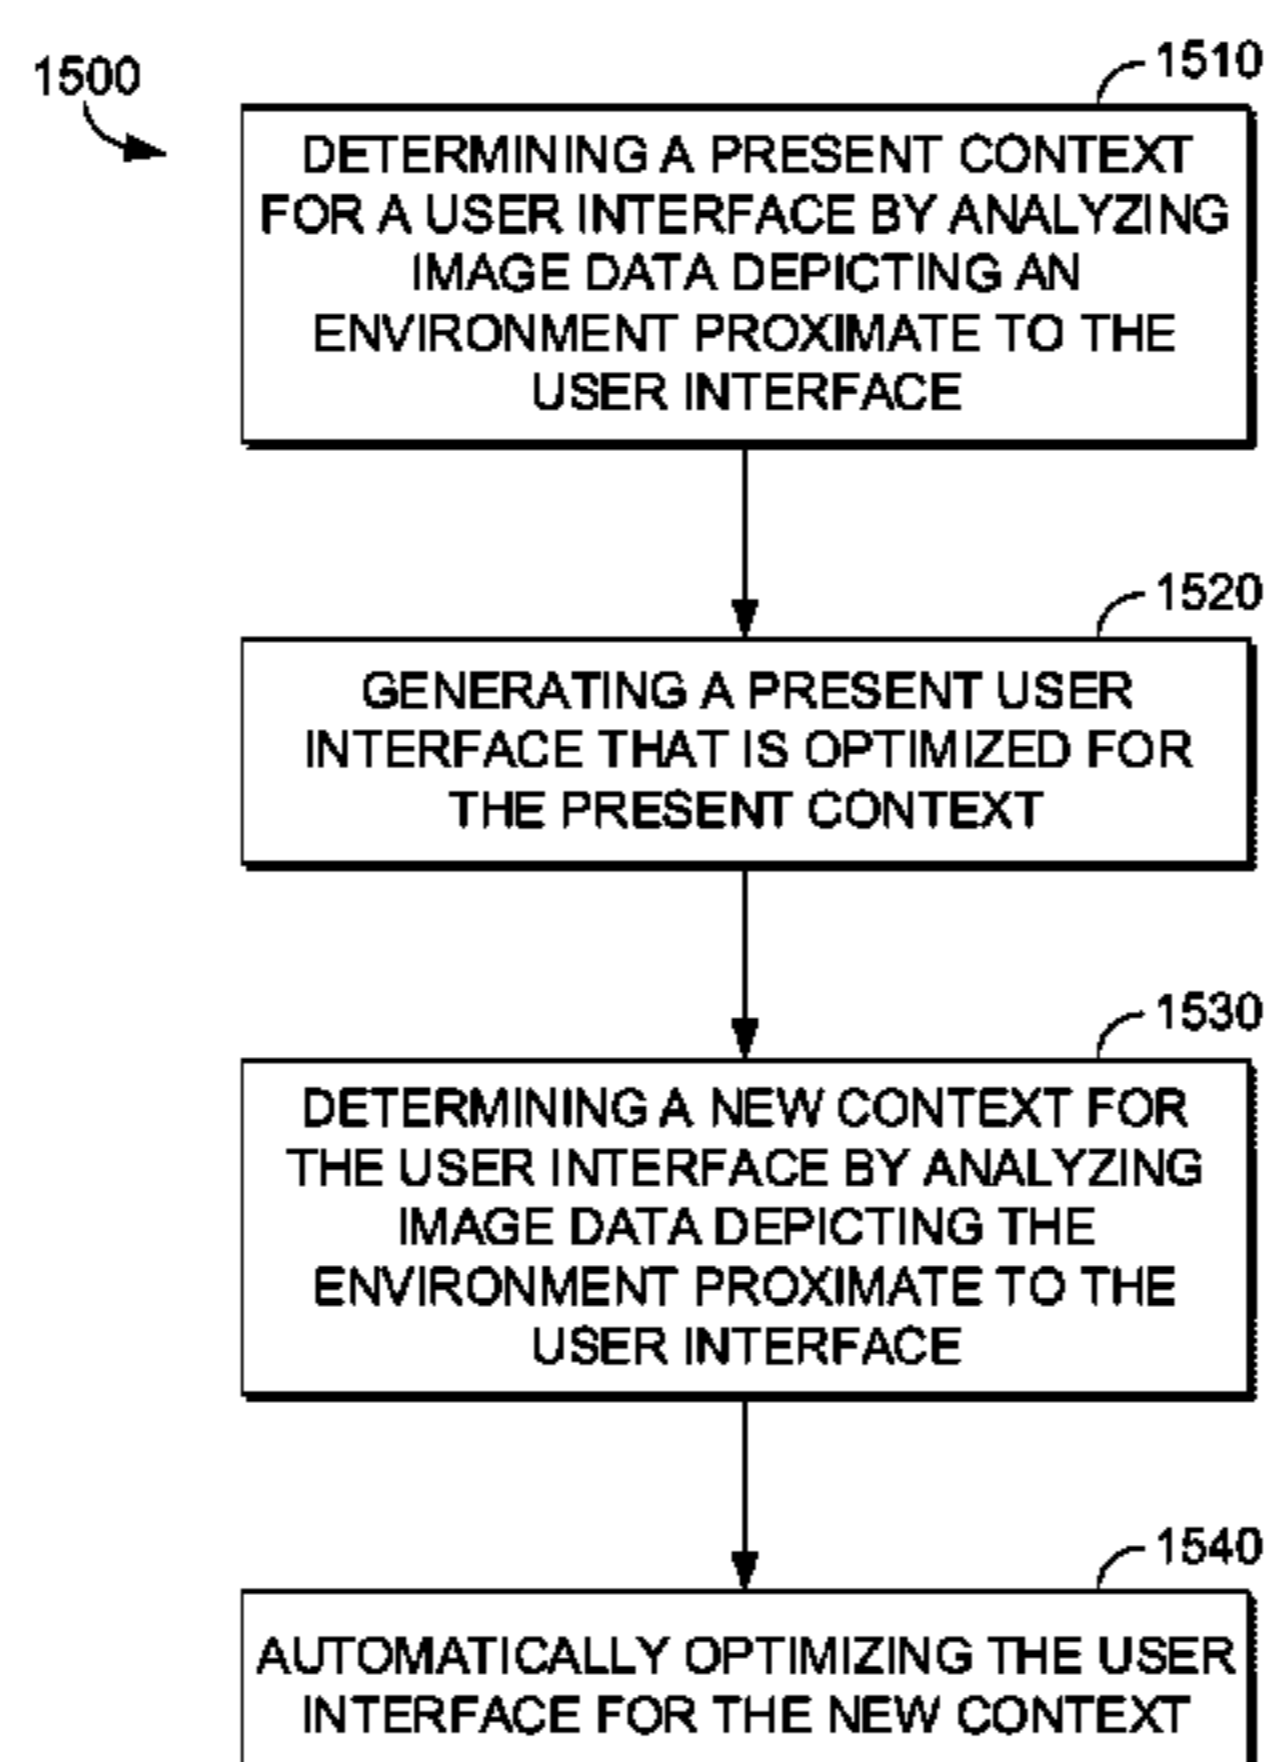 1500
1510
DETERMINING A PRESENT CONTEXT
FOR A USER INTERFACE BY ANALYZING
IMAGE DATA DEPICTING AN
ENVIRONMENT PROXIMATE TO THE
USER INTERFACE
1520
GENERATING A PRESENT USER
INTERFACE THAT IS OPTIMIZED FOR
THE PRESENT CONTEXT
1530
DETERMINING A NEW CONTEXT FOR
THE USER INTERFACE BY ANALYZING
IMAGE DATA DEPICTING THE
ENVIRONMENT PROXIMATE TO THE
USER INTERFACE
1540
AUTOMATICALLY OPTIMIZING THE USER
INTERFACE FOR THE NEW CONTEXT